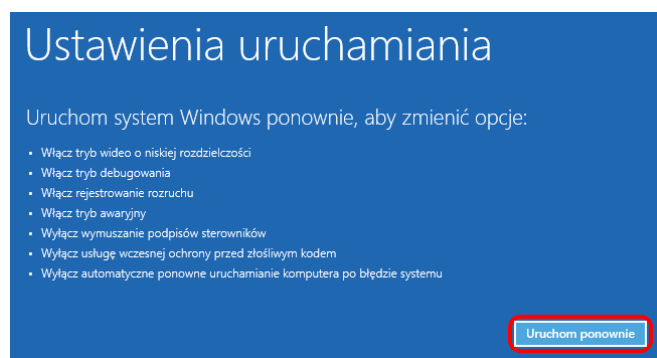 Ustawienia uruchamiania
Uruchom system Windows ponownie, aby zmienić opcje:
• Włącz tryb wideo o niskiej rozdzielczości
• Włącz tryb debugowania
• Włącz rejestrowanie rozruchu
• Włącz tryb awaryjny
• Wyłącz wymuszanie podpisów sterowników
• Wyłącz usługę wczesnej ochrony przed złośliwym kodem
• Wyłącz automatyczne ponowne uruchamianie komputera po błędzie systemu
Uruchom ponownie